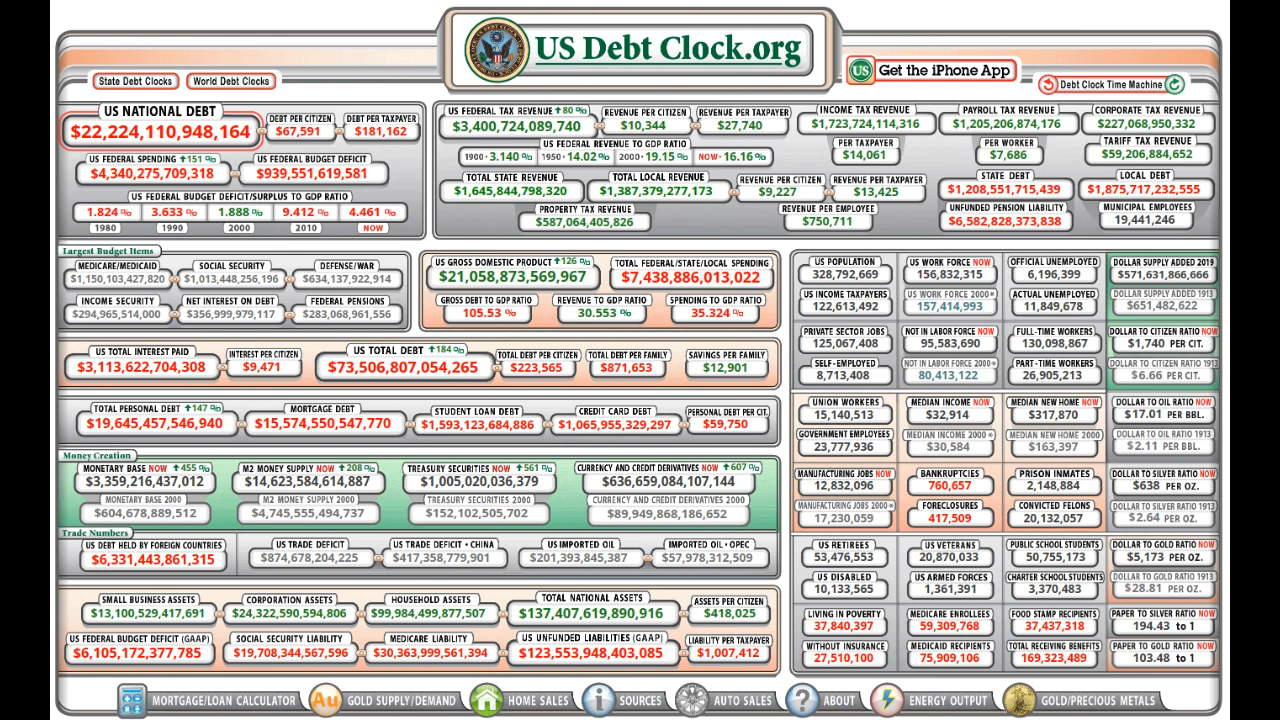 US Debt Clock.org
State Debt Clocks World Debt Clocks
US Get the iPhone App
Debt Clock Time Machine
US NATIONAL DEBT DEBT PER CITIZEN DEBT PER TAXPAYER
$22,224,110,948,164 $67,591 $181,162
US FEDERAL SPENDING ↑151 % US FEDERAL BUDGET DEFICIT
$4,340,275,709,318 $939,551,619,581
US FEDERAL BUDGET DEFICIT/SURPLUS TO GDP RATIO
1.824 % 3.633 % 1.888 % 9.412 % 4.461 %
1980 1990 2000 2010 NOW
US FEDERAL TAX REVENUE ↑80 % REVENUE PER CITIZEN REVENUE PER TAXPAYER INCOME TAX REVENUE PAYROLL TAX REVENUE CORPORATE TAX REVENUE
$3,400,724,089,740 $10,344 $27,740 $1,723,724,114,316 $1,205,206,874,176 $227,068,950,332
US FEDERAL REVENUE TO GDP RATIO PER TAXPAYER PER WORKER TARIFF TAX REVENUE
1900 · 3.140 % 1950 · 14.02 % 2000 · 19.15 % NOW · 16.16 % $14,061 $7,686 $59,206,884,652
TOTAL STATE REVENUE TOTAL LOCAL REVENUE REVENUE PER CITIZEN REVENUE PER TAXPAYER STATE DEBT LOCAL DEBT
$1,645,844,798,320 $1,387,379,277,173 $9,227 $13,425 $1,208,551,715,439 $1,875,717,232,555
PROPERTY TAX REVENUE REVENUE PER EMPLOYEE UNFUNDED PENSION LIABILITY MUNICIPAL EMPLOYEES
$587,064,405,826 $750,711 $6,582,828,373,838 19,441,246
Largest Budget Items
MEDICARE/MEDICAID SOCIAL SECURITY DEFENSE/WAR
$1,150,103,427,820 $1,013,448,256,196 $634,137,922,914
INCOME SECURITY NET INTEREST ON DEBT FEDERAL PENSIONS
$294,965,514,000 $356,999,979,117 $283,068,961,556
US GROSS DOMESTIC PRODUCT ↑126 % TOTAL FEDERAL/STATE/LOCAL SPENDING
$21,058,873,569,967 $7,438,886,013,022
GROSS DEBT TO GDP RATIO REVENUE TO GDP RATIO SPENDING TO GDP RATIO
105.53 % 30.553 % 35.324 %
US TOTAL INTEREST PAID INTEREST PER CITIZEN US TOTAL DEBT ↑184 % TOTAL DEBT PER CITIZEN TOTAL DEBT PER FAMILY SAVINGS PER FAMILY
$3,113,622,704,308 $9,471 $73,506,807,054,265 $223,565 $871,653 $12,901
TOTAL PERSONAL DEBT ↑147 % MORTGAGE DEBT STUDENT LOAN DEBT CREDIT CARD DEBT PERSONAL DEBT PER CIT.
$19,645,457,546,940 $15,574,550,547,770 $1,593,123,684,886 $1,065,955,329,297 $59,750
Money Creation
MONETARY BASE NOW ↑455 % M2 MONEY SUPPLY NOW ↑208 % TREASURY SECURITIES NOW ↑561 % CURRENCY AND CREDIT DERIVATIVES NOW ↑607 %
$3,359,216,437,012 $14,623,584,614,887 $1,005,020,036,379 $636,659,084,107,144
MONETARY BASE 2000 M2 MONEY SUPPLY 2000 TREASURY SECURITIES 2000 CURRENCY AND CREDIT DERIVATIVES 2000
$604,678,889,512 $4,745,555,494,737 $152,102,505,702 $89,949,868,186,652
Trade Numbers
US DEBT HELD BY FOREIGN COUNTRIES US TRADE DEFICIT US TRADE DEFICIT · CHINA US IMPORTED OIL IMPORTED OIL · OPEC
$6,331,443,861,315 $874,678,204,225 $417,358,779,901 $201,393,845,387 $57,978,312,509
SMALL BUSINESS ASSETS CORPORATION ASSETS HOUSEHOLD ASSETS TOTAL NATIONAL ASSETS ASSETS PER CITIZEN
$13,100,529,417,691 $24,322,590,594,806 $99,984,499,877,507 $137,407,619,890,916 $418,025
US FEDERAL BUDGET DEFICIT (GAAP) SOCIAL SECURITY LIABILITY MEDICARE LIABILITY US UNFUNDED LIABILITIES (GAAP) LIABILITY PER TAXPAYER
$6,105,172,377,785 $19,708,344,567,596 $30,363,999,561,394 $123,553,948,403,085 $1,007,412
US POPULATION US WORK FORCE NOW OFFICIAL UNEMPLOYED DOLLAR SUPPLY ADDED 2019
328,792,669 156,832,315 6,196,399 $571,631,866,666
US INCOME TAXPAYERS US WORK FORCE 2000 ACTUAL UNEMPLOYED DOLLAR SUPPLY ADDED 1913
122,613,492 157,414,993 11,849,678 $651,482,622
PRIVATE SECTOR JOBS NOT IN LABOR FORCE NOW FULL-TIME WORKERS DOLLAR TO CITIZEN RATIO NOW
125,067,408 95,583,690 130,098,867 $1,740 PER CIT.
SELF-EMPLOYED NOT IN LABOR FORCE 2000 PART-TIME WORKERS DOLLAR TO CITIZEN RATIO 1913
8,713,408 80,413,122 26,905,213 $6.66 PER CIT.
UNION WORKERS MEDIAN INCOME NOW MEDIAN NEW HOME NOW DOLLAR TO OIL RATIO NOW
15,140,513 $32,914 $317,870 $17.01 PER BBL.
GOVERNMENT EMPLOYEES MEDIAN INCOME 2000 MEDIAN NEW HOME 2000 DOLLAR TO OIL RATIO 1913
23,777,936 $30,584 $163,397 $2.11 PER BBL.
MANUFACTURING JOBS NOW BANKRUPTCIES PRISON INMATES DOLLAR TO SILVER RATIO NOW
12,832,096 760,657 2,148,884 $638 PER OZ.
MANUFACTURING JOBS 2000 FORECLOSURES CONVICTED FELONS DOLLAR TO SILVER RATIO 1913
17,230,059 417,509 20,132,057 $2.64 PER OZ.
US RETIREES US VETERANS PUBLIC SCHOOL STUDENTS DOLLAR TO GOLD RATIO NOW
53,476,553 20,870,033 50,755,173 $5,173 PER OZ.
US DISABLED US ARMED FORCES CHARTER SCHOOL STUDENTS DOLLAR TO GOLD RATIO 1913
10,133,565 1,361,391 3,370,483 $28.81 PER OZ.
LIVING IN POVERTY MEDICARE ENROLLEES FOOD STAMP RECIPIENTS PAPER TO SILVER RATIO NOW
37,840,397 59,309,768 37,437,318 194.43 to 1
WITHOUT INSURANCE MEDICAID RECIPIENTS TOTAL RECEIVING BENEFITS PAPER TO GOLD RATIO NOW
27,510,100 75,909,106 169,323,489 103.48 to 1
MORTGAGE/LOAN CALCULATOR Au GOLD SUPPLY/DEMAND HOME SALES i SOURCES AUTO SALES ? ABOUT ENERGY OUTPUT GOLD/PRECIOUS METALS